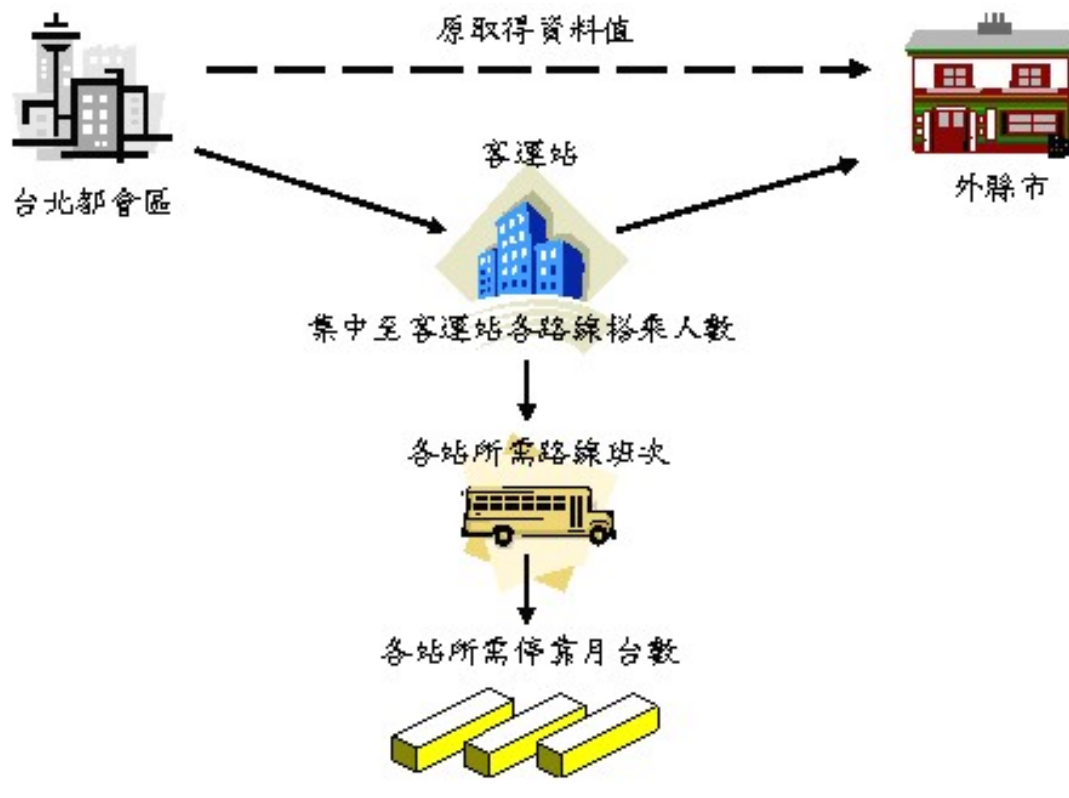 原取得資料值
客運站
台北都會區
外縣市
集中至客運站各路線搭乘人數
各站所需路線班次
各站所需停靠月台數